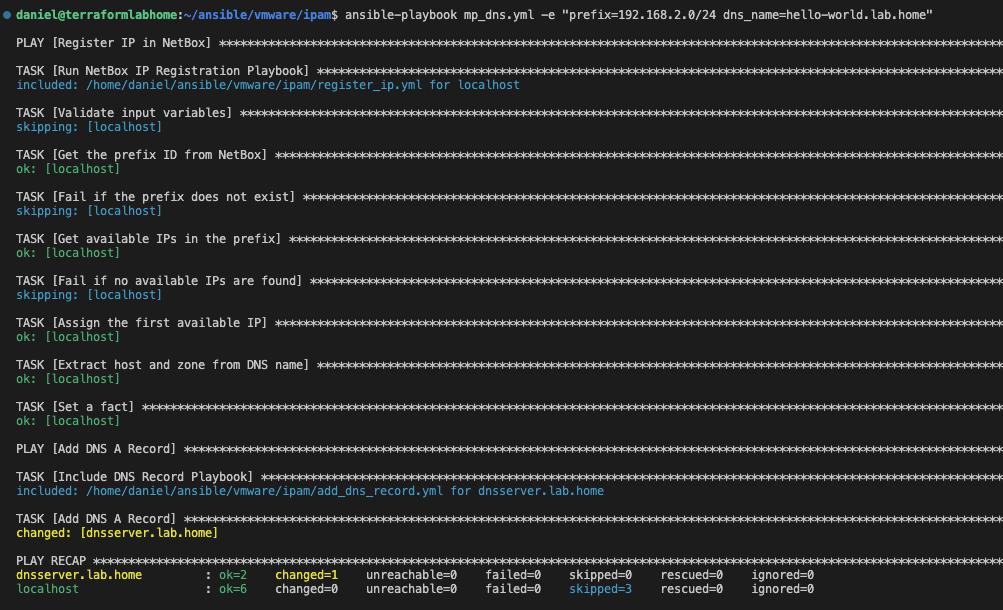 daniel@terraformlabhome:~/ansible/vmware/ipam$ ansible-playbook mp_dns.yml -e "prefix=192.168.2.0/24 dns_name=hello-world.lab.home"
PLAY [Register IP in NetBox] ****************************************************************************************************************
TASK [Run NetBox IP Registration Playbook] **************************************************************************************************
included: /home/daniel/ansible/vmware/ipam/register_ip.yml for localhost
TASK [Validate input variables] *************************************************************************************************************
skipping: [localhost]
TASK [Get the prefix ID from NetBox] ********************************************************************************************************
ok: [localhost]
TASK [Fail if the prefix does not exist] ****************************************************************************************************
skipping: [localhost]
TASK [Get available IPs in the prefix] ******************************************************************************************************
ok: [localhost]
TASK [Fail if no available IPs are found] ***************************************************************************************************
skipping: [localhost]
TASK [Assign the first available IP] ********************************************************************************************************
ok: [localhost]
TASK [Extract host and zone from DNS name] **************************************************************************************************
ok: [localhost]
TASK [Set a fact] ***************************************************************************************************************************
ok: [localhost]
PLAY [Add DNS A Record] *********************************************************************************************************************
TASK [Include DNS Record Playbook] **********************************************************************************************************
included: /home/daniel/ansible/vmware/ipam/add_dns_record.yml for dnsserver.lab.home
TASK [Add DNS A Record] *********************************************************************************************************************
changed: [dnsserver.lab.home]
PLAY RECAP **********************************************************************************************************************************
dnsserver.lab.home         : ok=2    changed=1    unreachable=0    failed=0    skipped=0    rescued=0    ignored=0
localhost                  : ok=6    changed=0    unreachable=0    failed=0    skipped=3    rescued=0    ignored=0